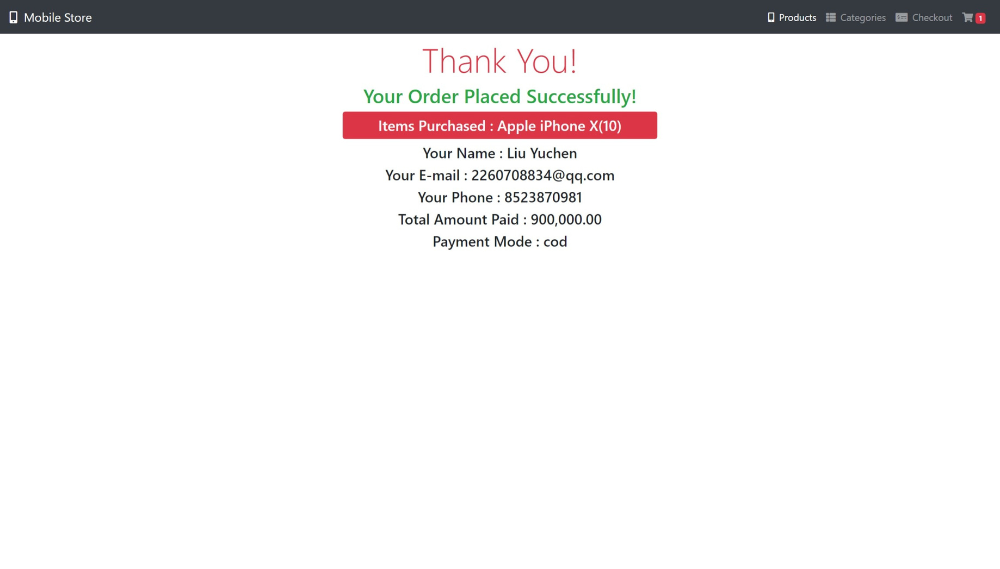 Mobile Store
Products Categories Checkout 1
Thank You!
Your Order Placed Successfully!
Items Purchased : Apple iPhone X(10)
Your Name : Liu Yuchen
Your E-mail : 2260708834@qq.com
Your Phone : 8523870981
Total Amount Paid : 900,000.00
Payment Mode : cod